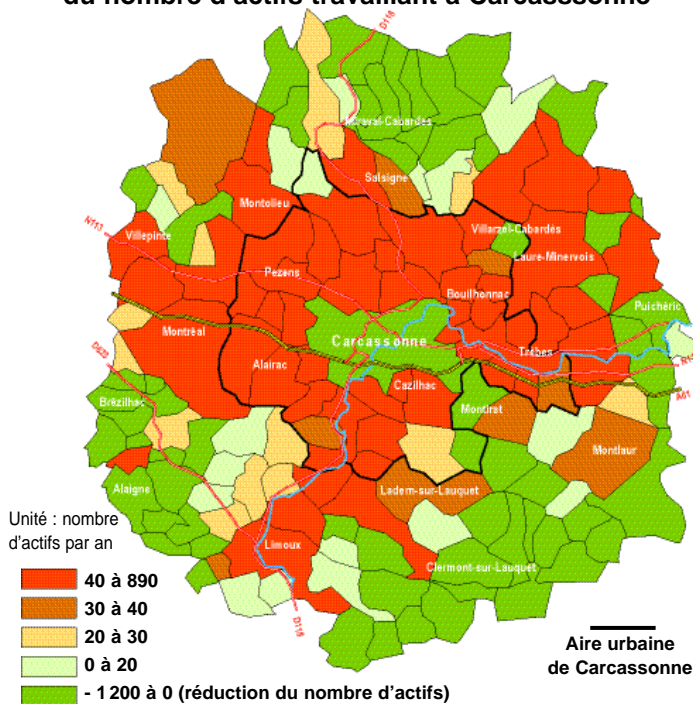 du nombre d'actifs travaillant à Carcasssonne
D118
Miraval-Cabardès
Salsigne
Montolieu
N113
Villepinte
Villarzel-Cabardès
Laure-Minervois
Pezens
Bouilhonnac
Puichèric
Carcassonne
Montréal
Trèbes
D623
Alairac
Cazilhac
A61
Brézilhac
Montirat
Montlaur
Alaigne
Ladern-sur-Lauquet
Unité : nombre
d'actifs par an
Limoux
Clermont-sur-Lauquet
40 à 890
30 à 40
D118
20 à 30
0 à 20
- 1 200 à 0 (réduction du nombre d'actifs)
Aire urbaine
de Carcassonne